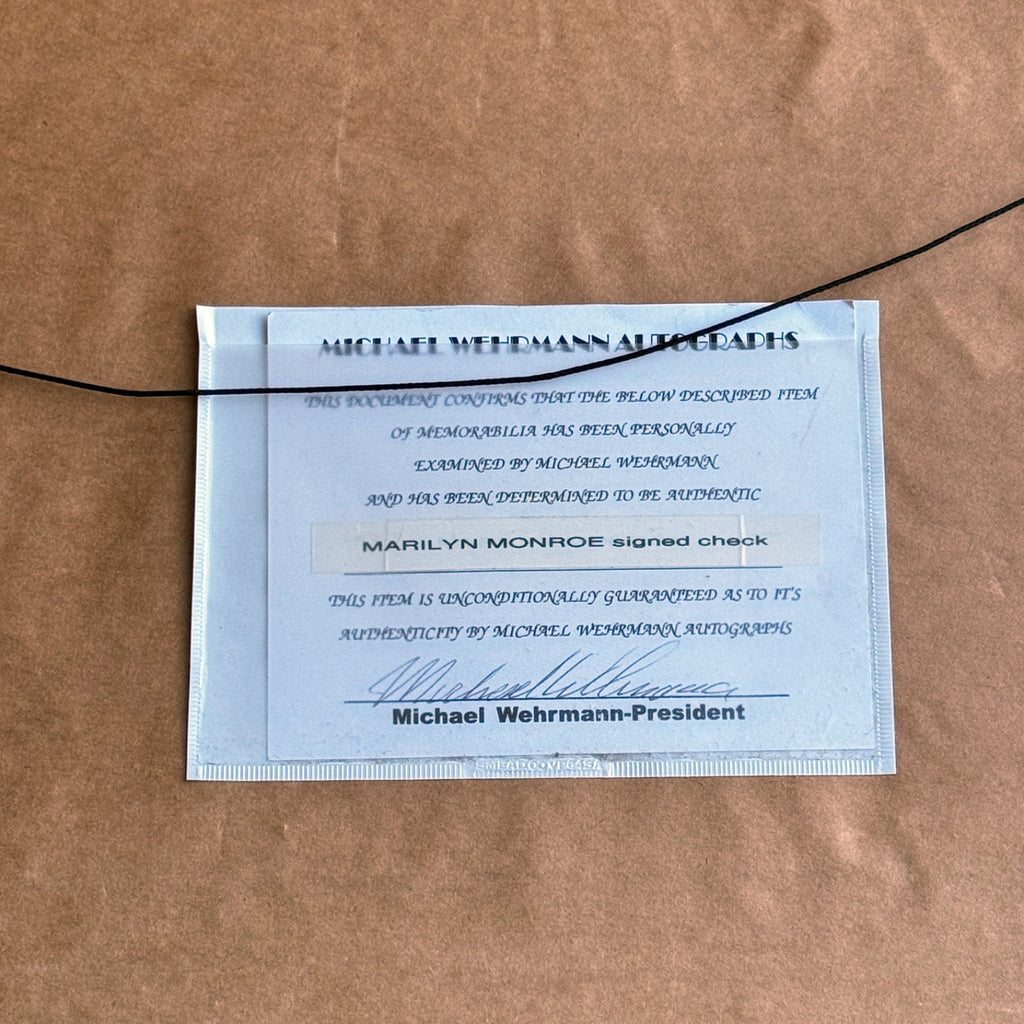 MICHAEL WEHRMANN AUTOGRAPHS
THIS DOCUMENT CONFIRMS THAT THE BELOW DESCRIBED ITEM
OF MEMORABILIA HAS BEEN PERSONALLY
EXAMINED BY MICHAEL WEHRMANN
AND HAS BEEN DETERMINED TO BE AUTHENTIC
MARILYN MONROE signed check
THIS ITEM IS UNCONDITIONALLY GUARANTEED AS TO IT'S
AUTHENTICITY BY MICHAEL WEHRMANN AUTOGRAPHS
Michael Wehrmann
Michael Wehrmann-President